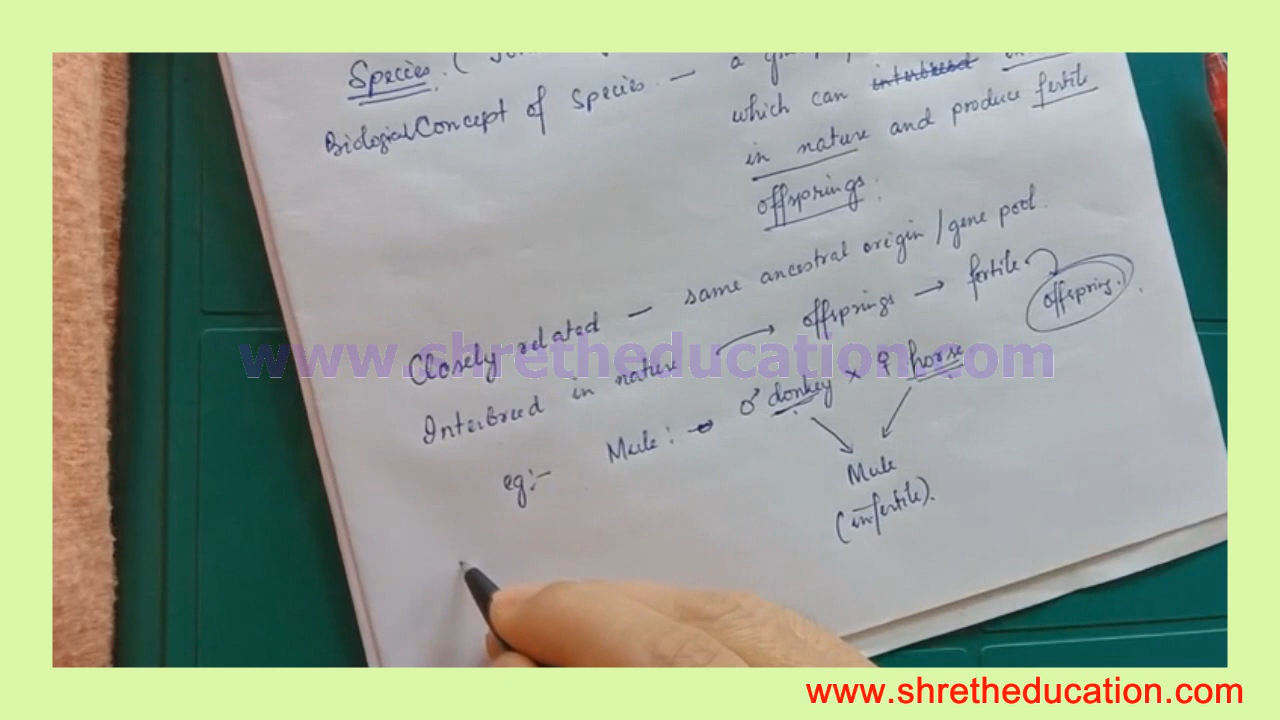 Species. (
Biological Concept of Species. — a
which can interbreed
in nature and produce fertile
offsprings.
Closely related — same ancestral origin / gene pool.
Interbreed in nature → offsprings → fertile
offspring.
eg:- Mule: - ♂ donkey × ♀ horse
Mule
(infertile).
www.shretheducation.com
www.shretheducation.com